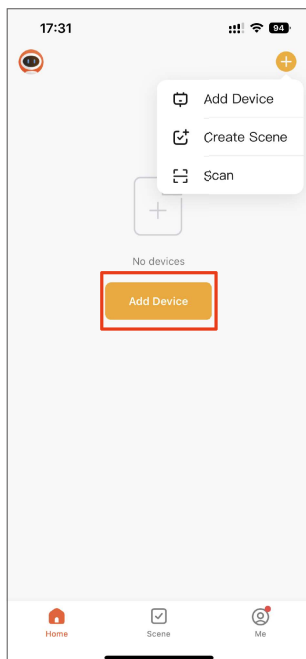 17:31
94
Add Device
Create Scene
Scan
No devices
Add Device
Home
Scene
Me